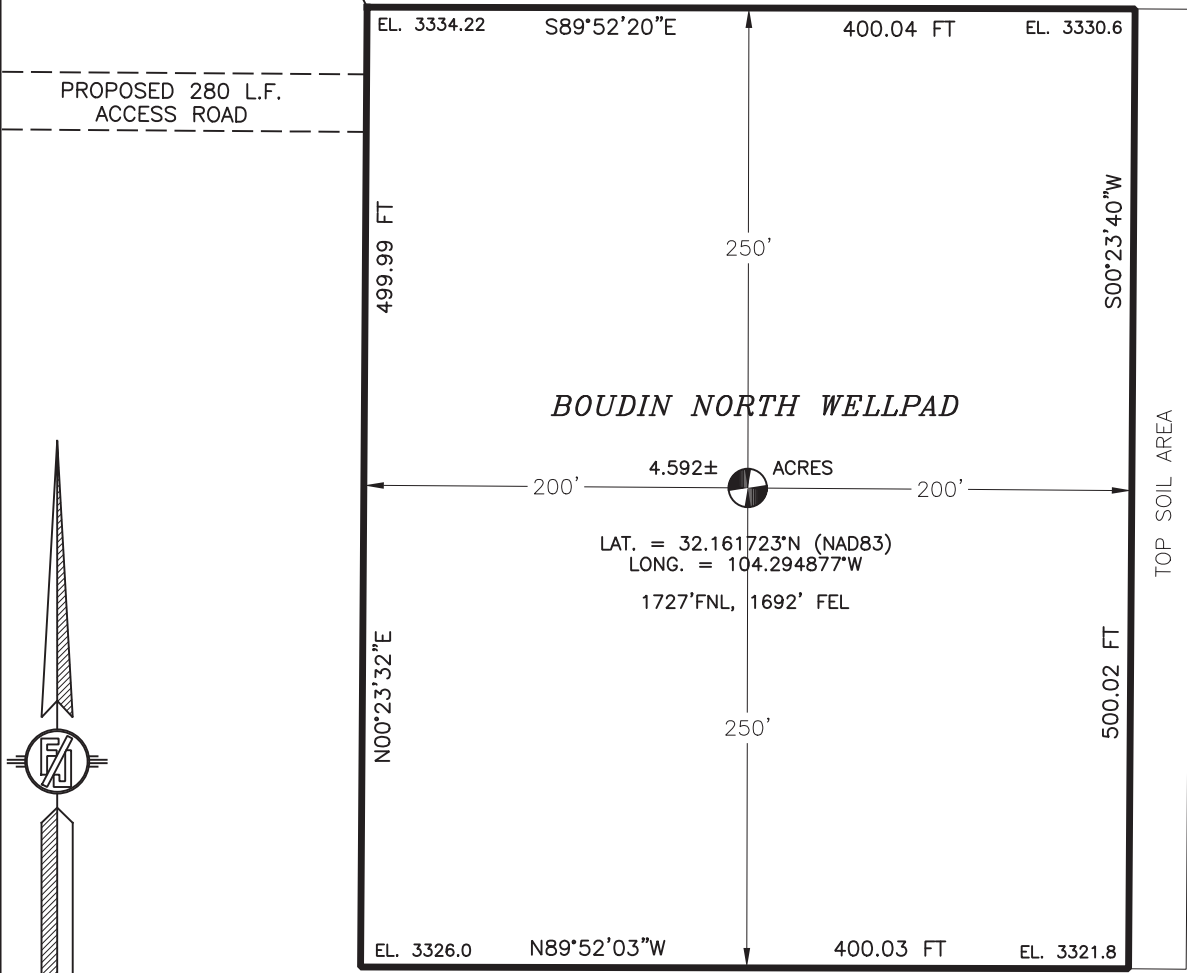 EL. 3334.22
S89°52'20"E
400.04 FT
EL. 3330.6
PROPOSED 280 L.F.
ACCESS ROAD
499.99 FT
250'
S00°23'40"W
BOUDIN NORTH WELLPAD
4.592± ACRES
200'
200'
TOP SOIL AREA
LAT. = 32.161723°N (NAD83)
LONG. = 104.294877°W
1727'FNL, 1692' FEL
N00°23'32"E
250'
500.02 FT
EL. 3326.0
N89°52'03"W
400.03 FT
EL. 3321.8